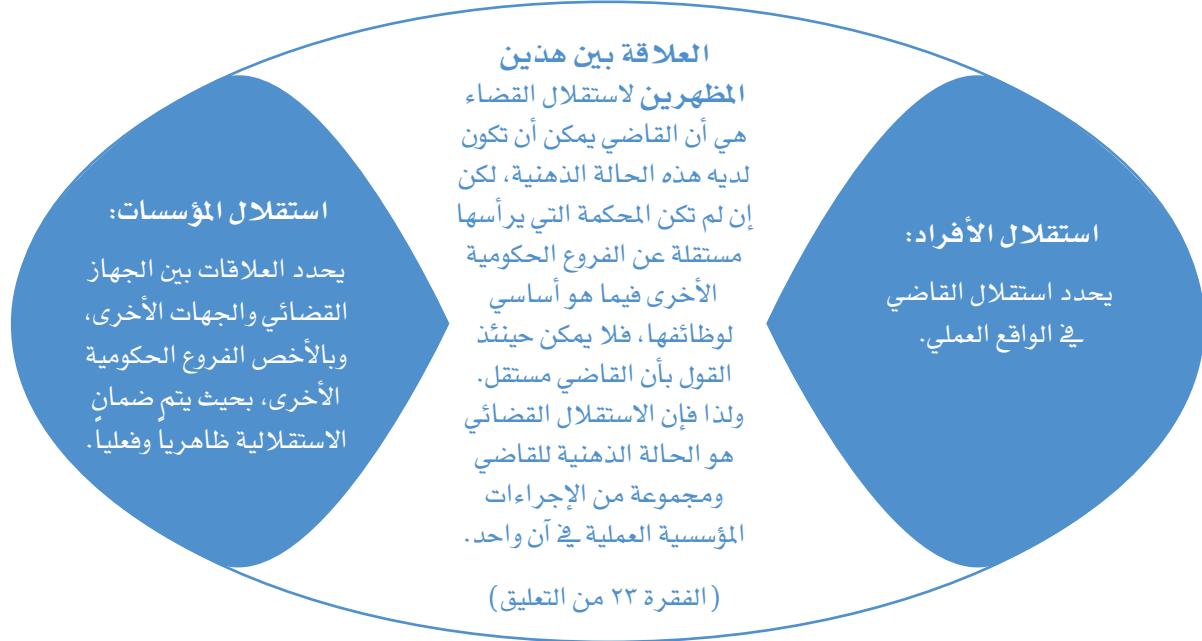 استقلال الأفراد:
يحدد استقلال القاضي
في الواقع العملي.
العلاقة بين هذين
المظهرين لاستقلال القضاء
هي أن القاضي يمكن أن تكون
لديه هذه الحالة الذهنية، لكن
إن لم تكن المحكمة التي يرأسها
مستقلة عن الفروع الحكومية
الأخرى فيما هو أساسي
لوظائفها، فلا يمكن حينئذ
القول بأن القاضي مستقل.
ولذا فإن الاستقلال القضائي
هو الحالة الذهنية للقاضي
ومجموعة من الإجراءات
المؤسسية العملية في آن واحد.
(الفقرة ٢٣ من التعليق)
استقلال المؤسسات:
يحدد العلاقات بين الجهاز
القضائي والجهات الأخرى،
وبالأخص الفروع الحكومية
الأخرى، بحيث يتم ضمان
الاستقلالية ظاهرياً وفعلياً.